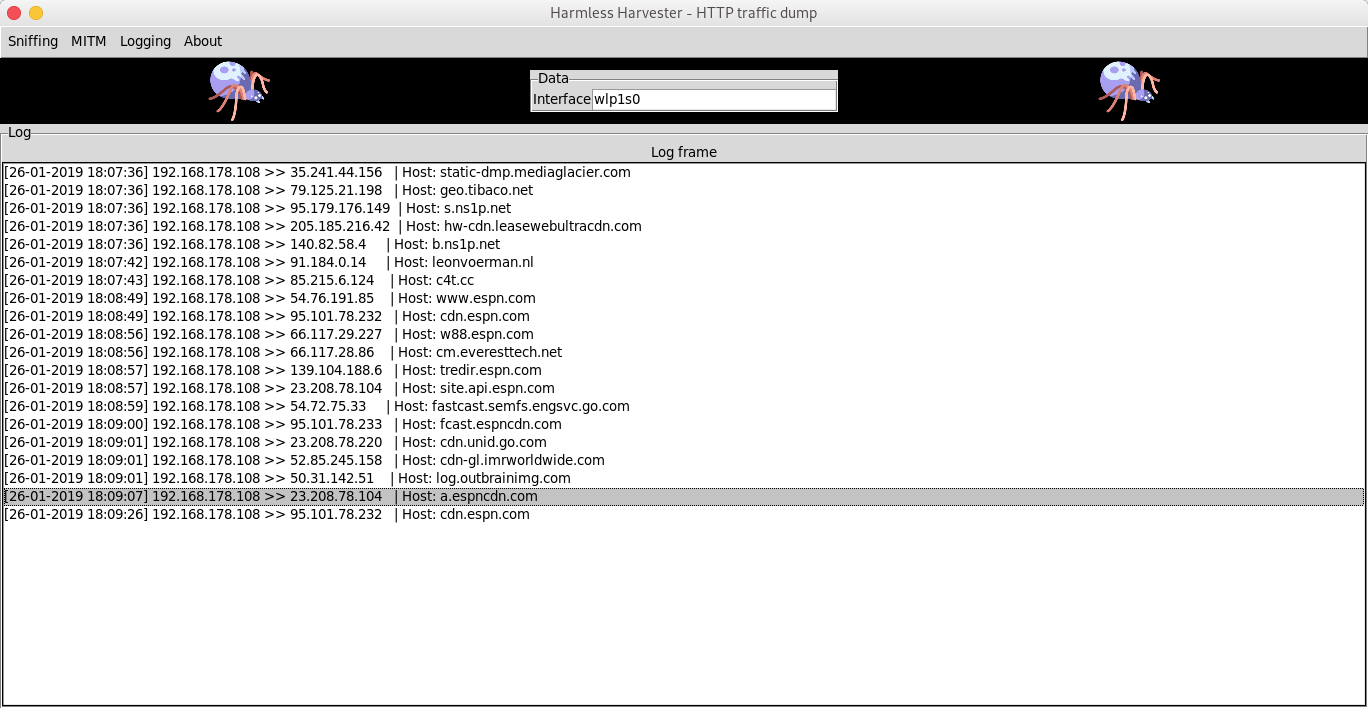 Harmless Harvester - HTTP traffic dump
Sniffing MITM Logging About
Data
Interface wlp1s0
Log
Log frame
[26-01-2019 18:07:36] 192.168.178.108 >> 35.241.44.156 | Host: static-dmp.mediaglacier.com
[26-01-2019 18:07:36] 192.168.178.108 >> 79.125.21.198 | Host: geo.tibaco.net
[26-01-2019 18:07:36] 192.168.178.108 >> 95.179.176.149 | Host: s.ns1p.net
[26-01-2019 18:07:36] 192.168.178.108 >> 205.185.216.42 | Host: hw-cdn.leasewebultracdn.com
[26-01-2019 18:07:36] 192.168.178.108 >> 140.82.58.4 | Host: b.ns1p.net
[26-01-2019 18:07:42] 192.168.178.108 >> 91.184.0.14 | Host: leonvoerman.nl
[26-01-2019 18:07:43] 192.168.178.108 >> 85.215.6.124 | Host: c4t.cc
[26-01-2019 18:08:49] 192.168.178.108 >> 54.76.191.85 | Host: www.espn.com
[26-01-2019 18:08:49] 192.168.178.108 >> 95.101.78.232 | Host: cdn.espn.com
[26-01-2019 18:08:56] 192.168.178.108 >> 66.117.29.227 | Host: w88.espn.com
[26-01-2019 18:08:56] 192.168.178.108 >> 66.117.28.86 | Host: cm.everesttech.net
[26-01-2019 18:08:57] 192.168.178.108 >> 139.104.188.6 | Host: tredir.espn.com
[26-01-2019 18:08:57] 192.168.178.108 >> 23.208.78.104 | Host: site.api.espn.com
[26-01-2019 18:08:59] 192.168.178.108 >> 54.72.75.33 | Host: fastcast.semfs.engsvc.go.com
[26-01-2019 18:09:00] 192.168.178.108 >> 95.101.78.233 | Host: fcast.espncdn.com
[26-01-2019 18:09:01] 192.168.178.108 >> 23.208.78.220 | Host: cdn.unid.go.com
[26-01-2019 18:09:01] 192.168.178.108 >> 52.85.245.158 | Host: cdn-gl.imrworldwide.com
[26-01-2019 18:09:01] 192.168.178.108 >> 50.31.142.51 | Host: log.outbrainimg.com
[26-01-2019 18:09:07] 192.168.178.108 >> 23.208.78.104 | Host: a.espncdn.com
[26-01-2019 18:09:26] 192.168.178.108 >> 95.101.78.232 | Host: cdn.espn.com